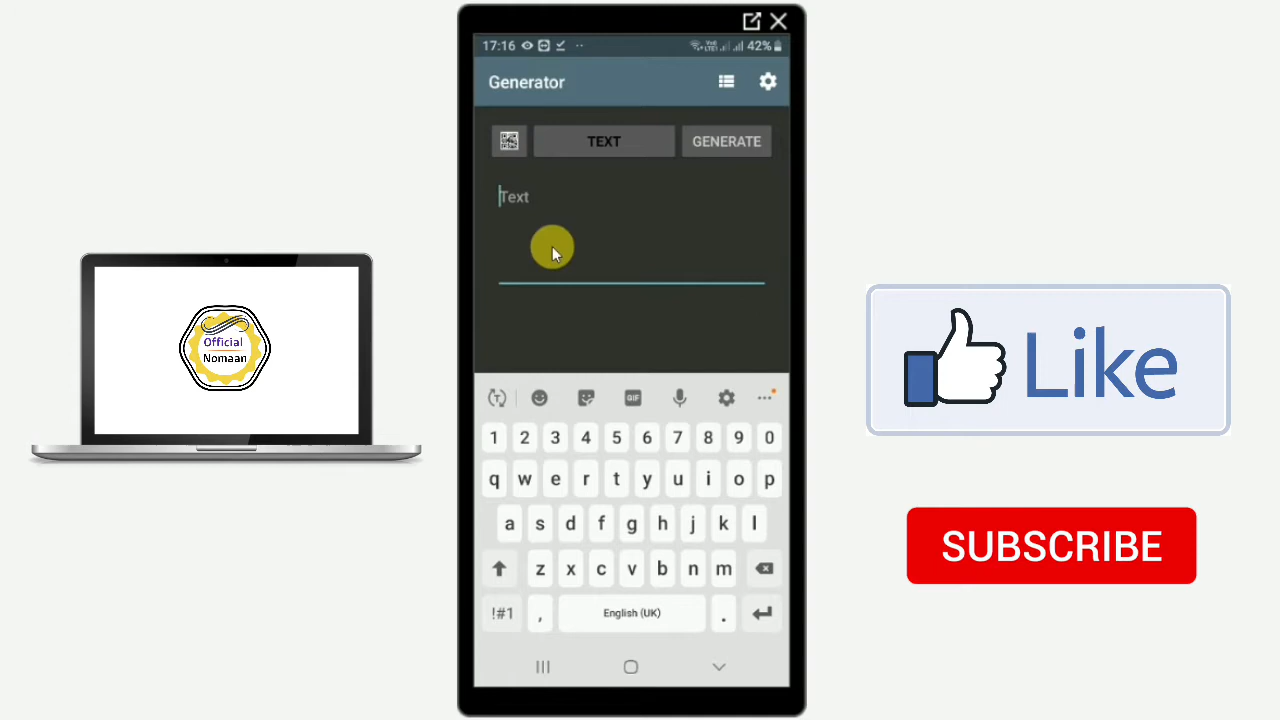 17:16
42%
Generator
TEXT
GENERATE
Text
Official
Nomaan
Like
SUBSCRIBE
GIF
1 2 3 4 5 6 7 8 9 0
q w e r t y u i o p
a s d f g h j k l
z x c v b n m
!#1 , English (UK) .